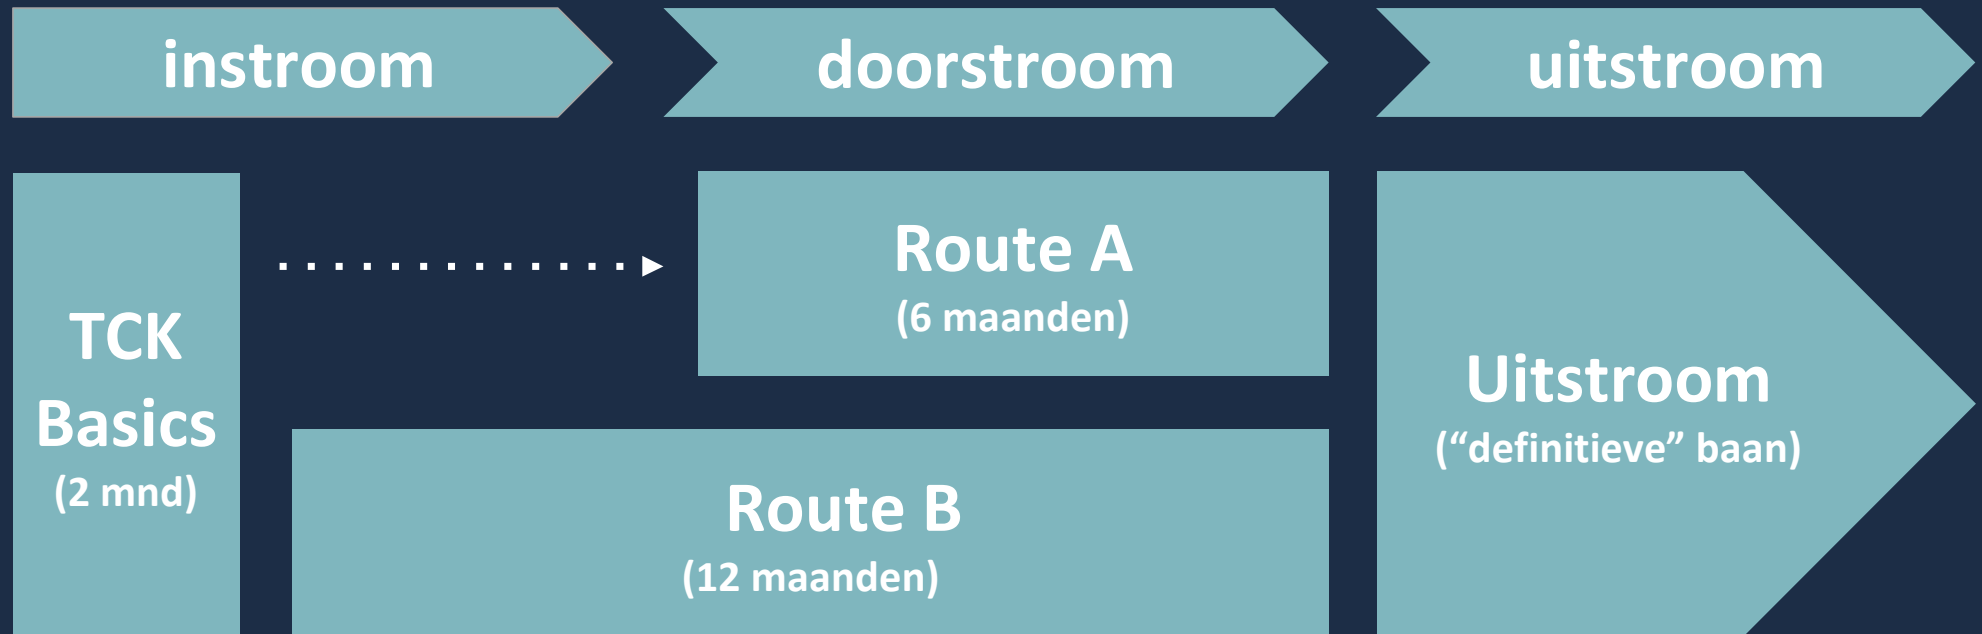 instroom
doorstroom
uitstroom
TCK
Basics
(2 mnd)
Route A
(6 maanden)
Route B
(12 maanden)
Uitstroom
(“definitieve” baan)